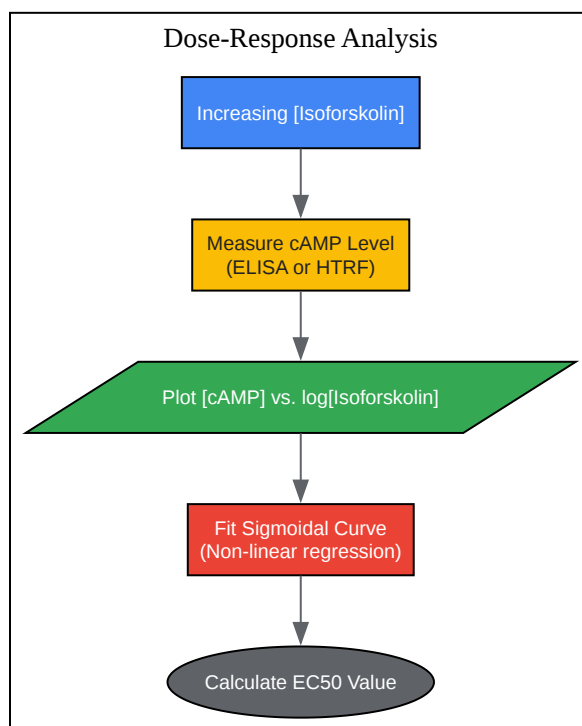 Dose-Response Analysis
Increasing [Isoforskolin]
Measure cAMP Level
(ELISA or HTRF)
Plot [cAMP] vs. log[Isoforskolin]
Fit Sigmoidal Curve
(Non-linear regression)
Calculate EC50 Value